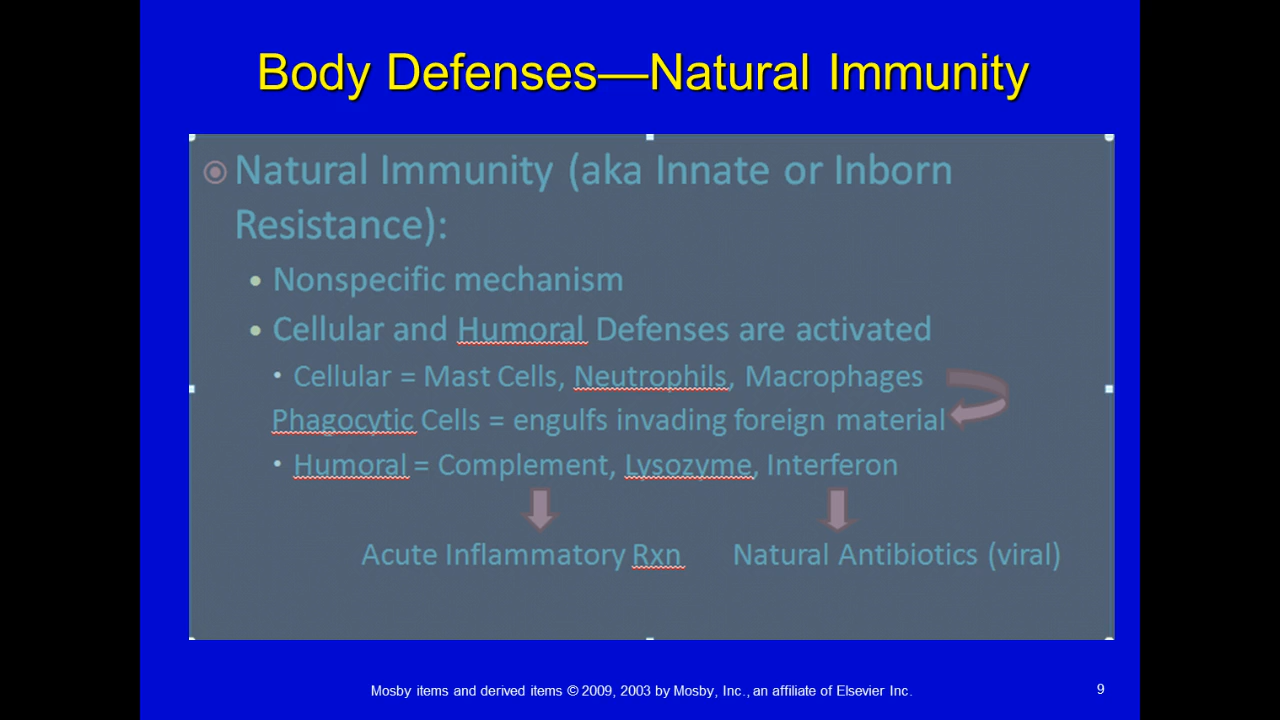 Body Defenses—Natural Immunity
Natural Immunity (aka Innate or Inborn
Resistance):
Nonspecific mechanism
Cellular and Humoral Defenses are activated
Cellular = Mast Cells, Neutrophils, Macrophages
Phagocytic Cells = engulfs invading foreign material
Humoral = Complement, Lysozyme, Interferon
Acute Inflammatory Rxn Natural Antibiotics (viral)
Mosby items and derived items © 2009, 2003 by Mosby, Inc., an affiliate of Elsevier Inc.
9